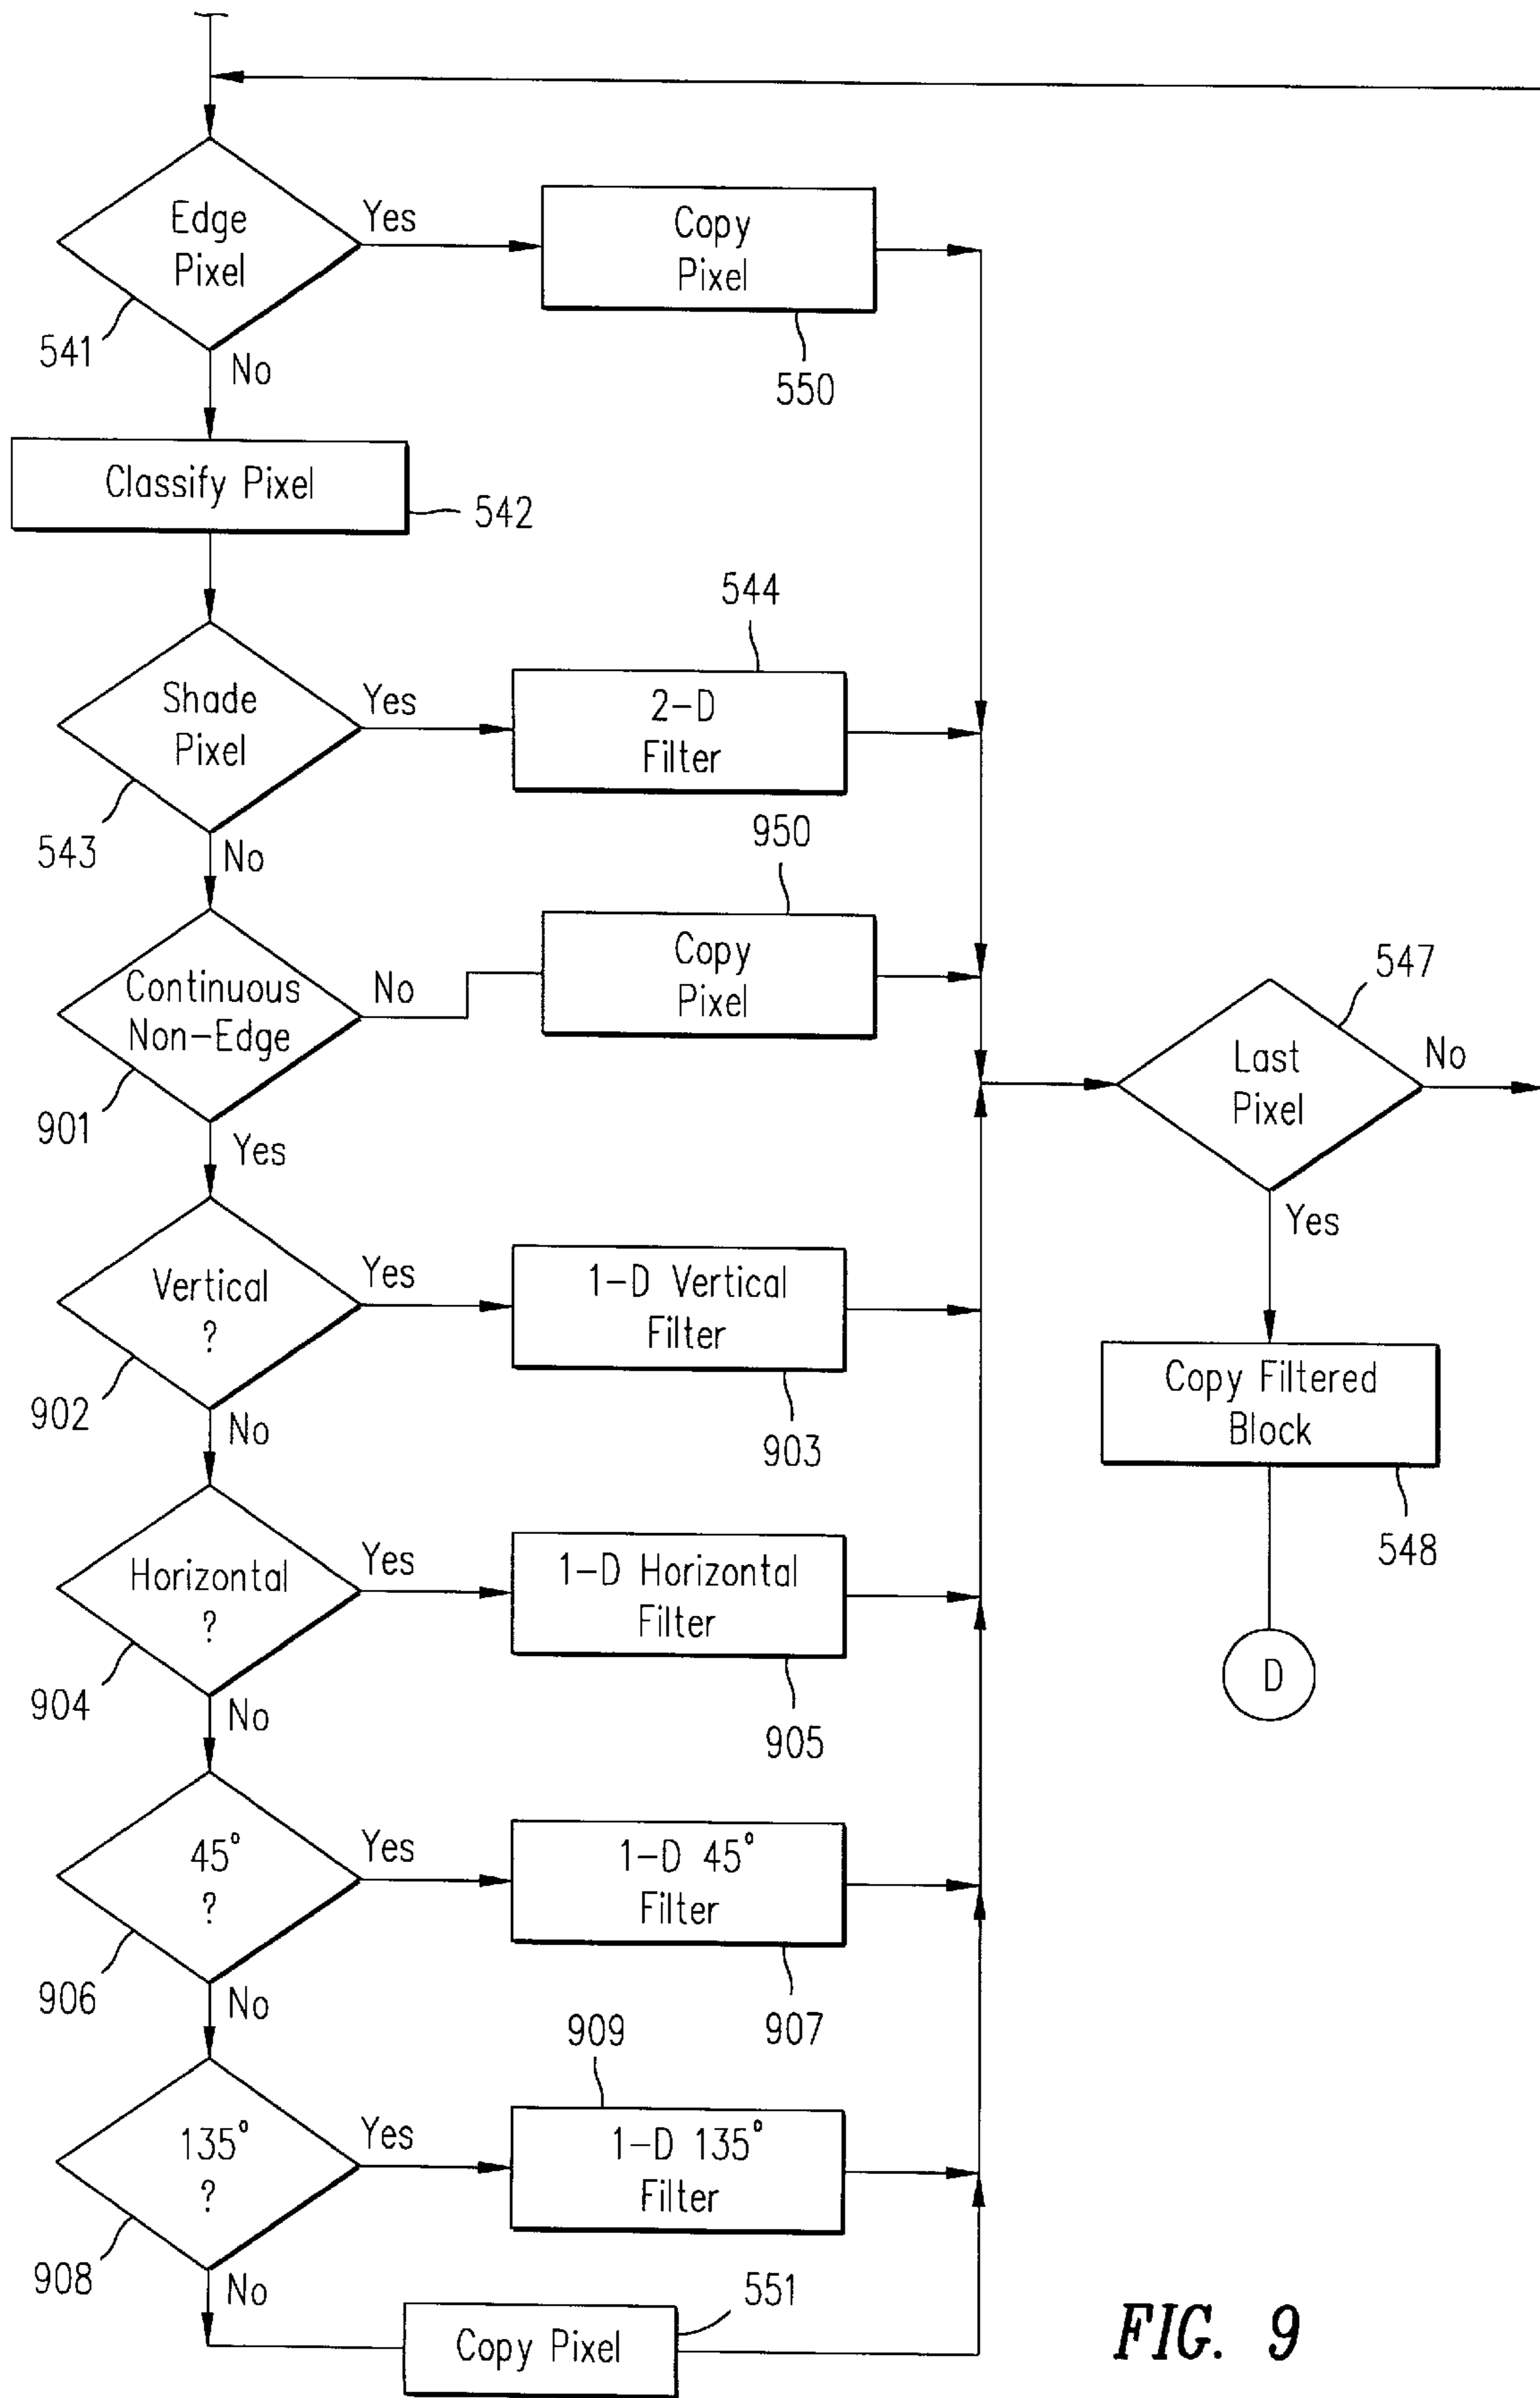 Edge
Pixel
Yes
Copy
Pixel
541
No
550
Classify Pixel
542
544
Shade
Pixel
Yes
2-D
Filter
543
No
950
Continuous
Non-Edge
No
Copy
Pixel
901
Yes
547
Last
Pixel
No
Yes
Vertical
?
Yes
1-D Vertical
Filter
902
No
903
Copy Filtered
Block
548
Horizontal
?
Yes
1-D Horizontal
Filter
904
No
905
D
45°
?
Yes
1-D 45°
Filter
906
No
907
909
135°
?
Yes
1-D 135°
Filter
908
No
551
Copy Pixel
FIG. 9